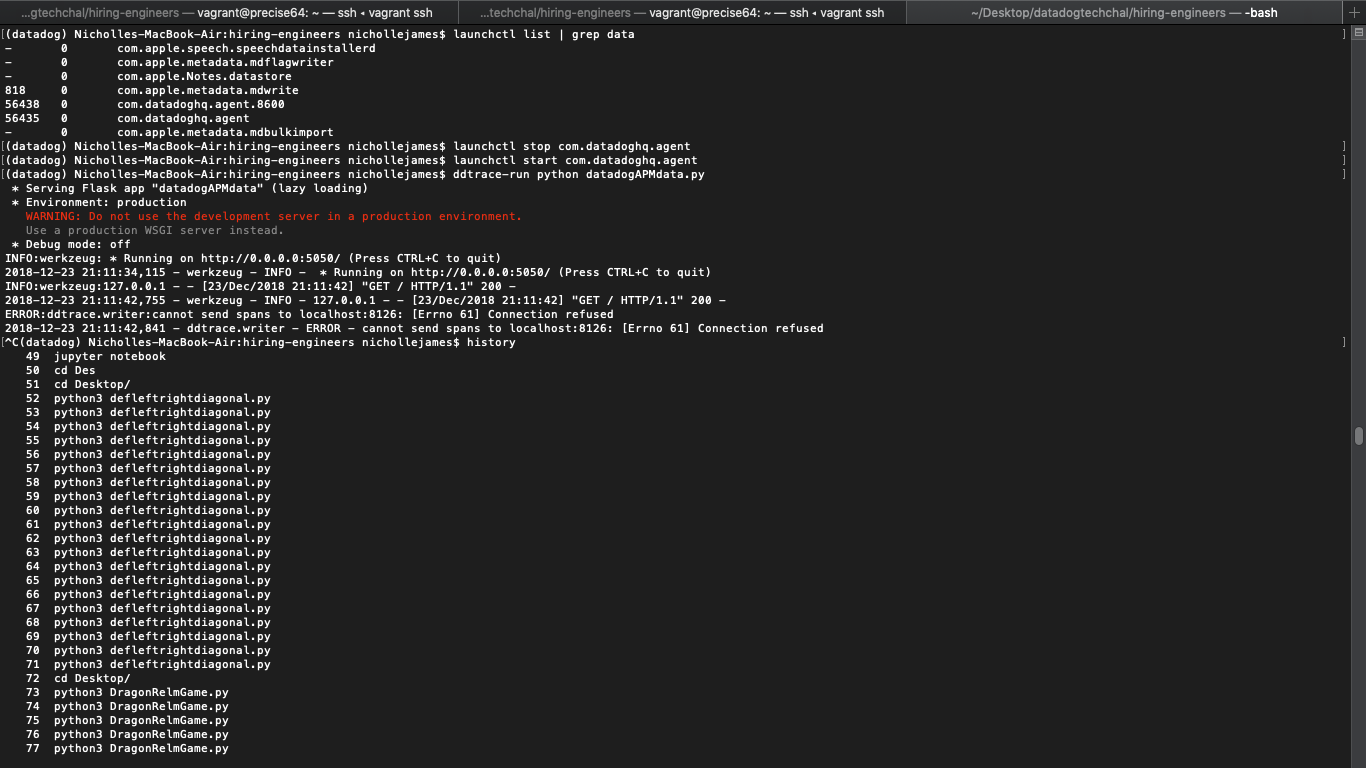 ...gtechchal/hiring-engineers — vagrant@precise64: ~ — ssh ◂ vagrant ssh
...techchal/hiring-engineers — vagrant@precise64: ~ — ssh ◂ vagrant ssh
~/Desktop/datadogtechchal/hiring-engineers — -bash
[(datadog) Nicholles-MacBook-Air:hiring-engineers nichollejames$ launchctl list | grep data ]
- 0 com.apple.speech.speechdatainstallerd
- 0 com.apple.metadata.mdflagwriter
- 0 com.apple.Notes.datastore
818 0 com.apple.metadata.mdwrite
56438 0 com.datadoghq.agent.8600
56435 0 com.datadoghq.agent
- 0 com.apple.metadata.mdbulkimport
[(datadog) Nicholles-MacBook-Air:hiring-engineers nichollejames$ launchctl stop com.datadoghq.agent ]
[(datadog) Nicholles-MacBook-Air:hiring-engineers nichollejames$ launchctl start com.datadoghq.agent ]
[(datadog) Nicholles-MacBook-Air:hiring-engineers nichollejames$ ddtrace-run python datadogAPMdata.py ]
* Serving Flask app "datadogAPMdata" (lazy loading)
* Environment: production
WARNING: Do not use the development server in a production environment.
Use a production WSGI server instead.
* Debug mode: off
INFO:werkzeug: * Running on http://0.0.0.0:5050/ (Press CTRL+C to quit)
2018-12-23 21:11:34,115 - werkzeug - INFO -  * Running on http://0.0.0.0:5050/ (Press CTRL+C to quit)
INFO:werkzeug:127.0.0.1 - - [23/Dec/2018 21:11:42] "GET / HTTP/1.1" 200 -
2018-12-23 21:11:42,755 - werkzeug - INFO - 127.0.0.1 - - [23/Dec/2018 21:11:42] "GET / HTTP/1.1" 200 -
ERROR:ddtrace.writer:cannot send spans to localhost:8126: [Errno 61] Connection refused
2018-12-23 21:11:42,841 - ddtrace.writer - ERROR - cannot send spans to localhost:8126: [Errno 61] Connection refused
[^C(datadog) Nicholles-MacBook-Air:hiring-engineers nichollejames$ history ]
49 jupyter notebook
50 cd Des
51 cd Desktop/
52 python3 defleftrightdiagonal.py
53 python3 defleftrightdiagonal.py
54 python3 defleftrightdiagonal.py
55 python3 defleftrightdiagonal.py
56 python3 defleftrightdiagonal.py
57 python3 defleftrightdiagonal.py
58 python3 defleftrightdiagonal.py
59 python3 defleftrightdiagonal.py
60 python3 defleftrightdiagonal.py
61 python3 defleftrightdiagonal.py
62 python3 defleftrightdiagonal.py
63 python3 defleftrightdiagonal.py
64 python3 defleftrightdiagonal.py
65 python3 defleftrightdiagonal.py
66 python3 defleftrightdiagonal.py
67 python3 defleftrightdiagonal.py
68 python3 defleftrightdiagonal.py
69 python3 defleftrightdiagonal.py
70 python3 defleftrightdiagonal.py
71 python3 defleftrightdiagonal.py
72 cd Desktop/
73 python3 DragonRelmGame.py
74 python3 DragonRelmGame.py
75 python3 DragonRelmGame.py
76 python3 DragonRelmGame.py
77 python3 DragonRelmGame.py